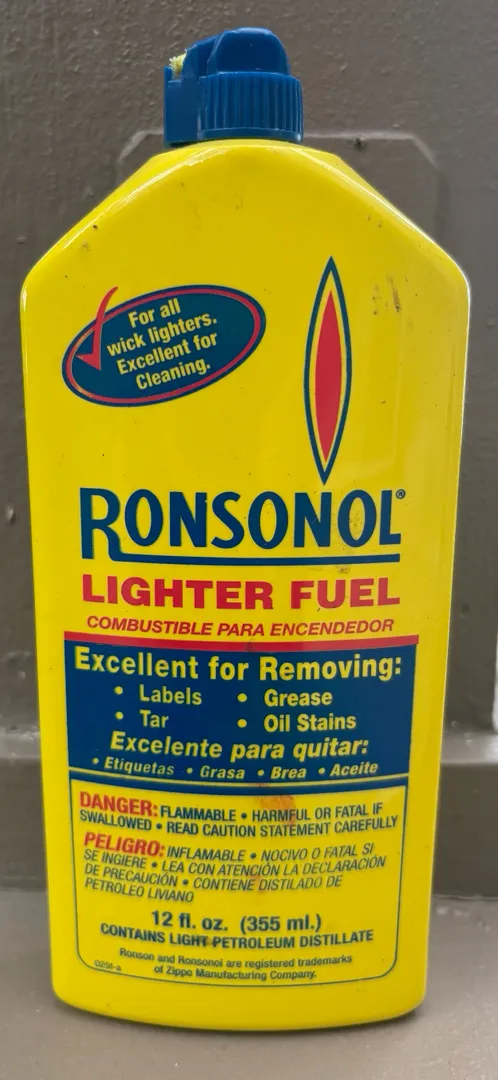 For all
wick lighters.
Excellent for
Cleaning.
RONSONOL®
LIGHTER FUEL
COMBUSTIBLE PARA ENCENDEDOR
Excellent for Removing:
• Labels • Grease
• Tar • Oil Stains
Excelente para quitar:
• Etiquetas • Grasa • Brea • Aceite
DANGER: FLAMMABLE • HARMFUL OR FATAL IF
SWALLOWED • READ CAUTION STATEMENT CAREFULLY
PELIGRO: INFLAMABLE • NOCIVO O FATAL SI
SE INGIERE • LEA CON ATENCIÓN LA DECLARACIÓN
DE PRECAUCIÓN • CONTIENE DISTILADO DE
PETROLEO LIVIANO
12 fl. oz. (355 ml.)
CONTAINS LIGHT PETROLEUM DISTILLATE
Ronson and Ronsonol are registered trademarks
of Zippo Manufacturing Company.